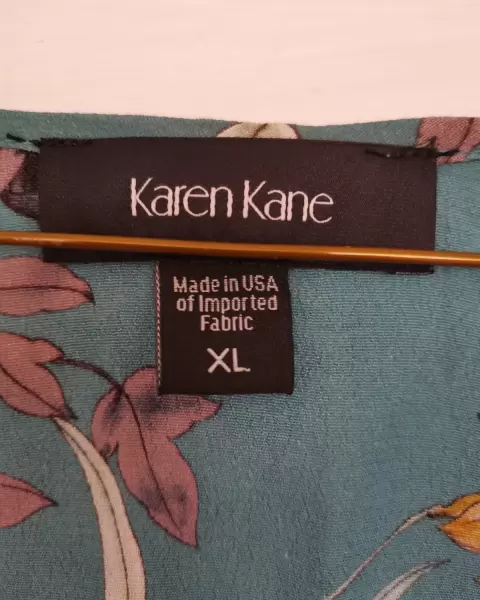 Karen Kane
Made in USA
of Imported
Fabric
XL